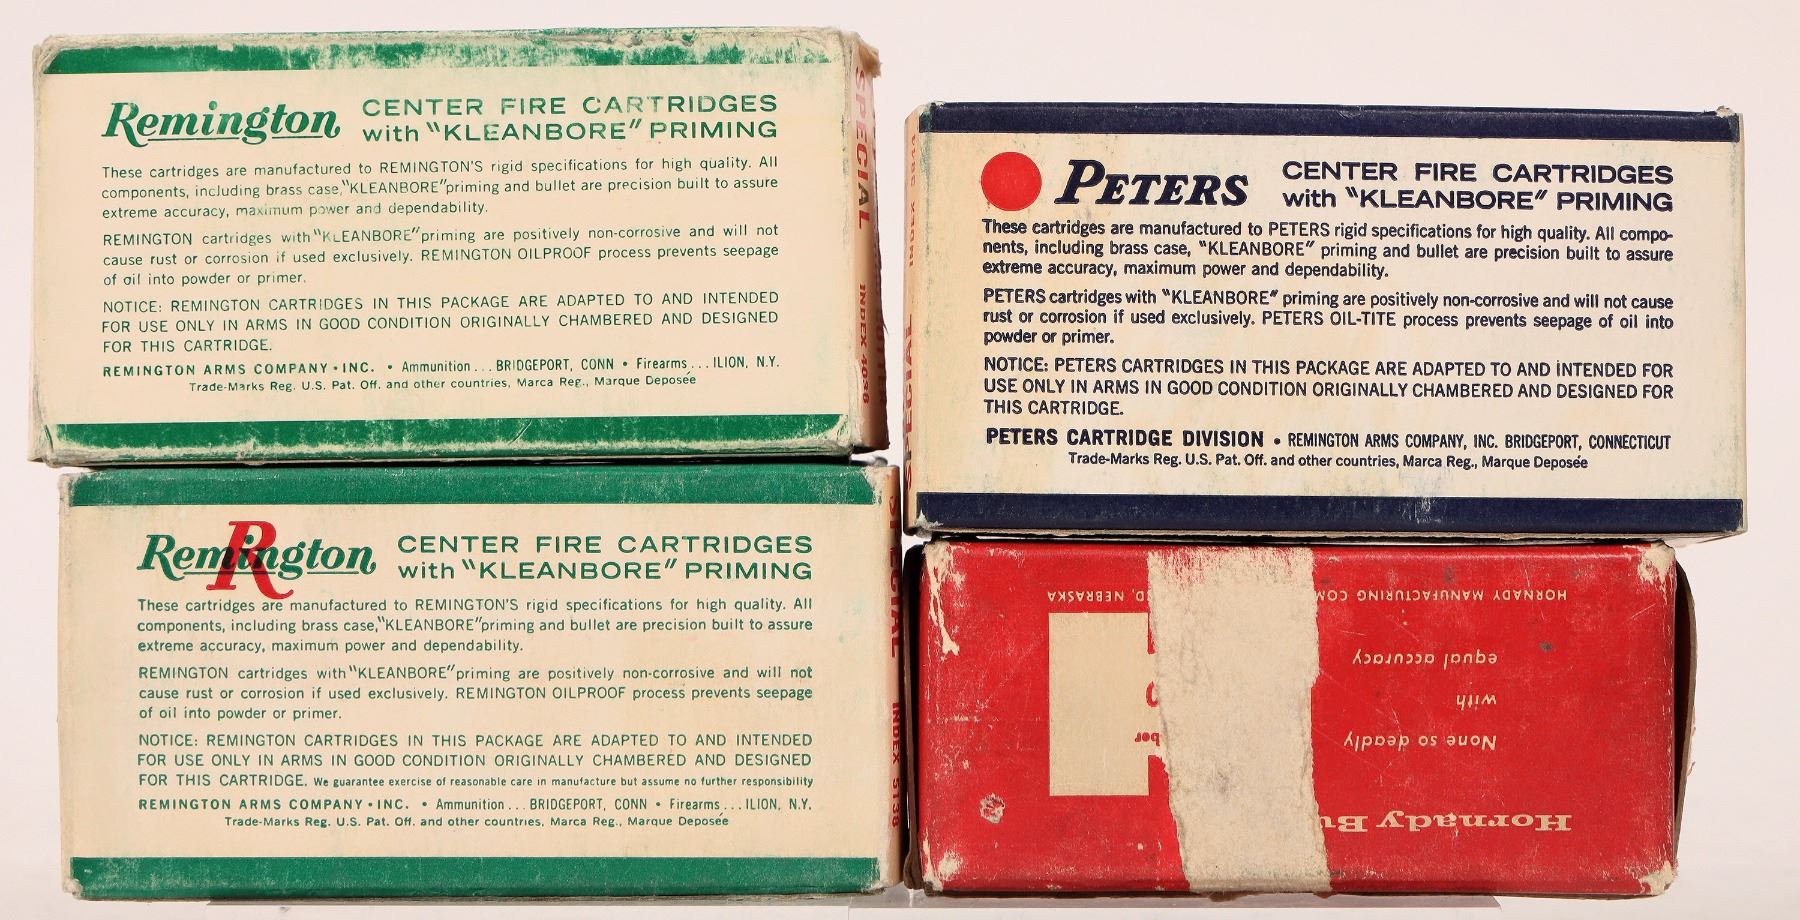 Remington
CENTER FIRE CARTRIDGES
with "KLEANBORE" PRIMING
These cartridges are manufactured to REMINGTON'S rigid specifications for high quality. All
components, including brass case,"KLEANBORE"priming and bullet are precision built to assure
extreme accuracy, maximum power and dependability.
REMINGTON cartridges with"KLEANBORE"priming are positively non-corrosive and will not
cause rust or corrosion if used exclusively. REMINGTON OILPROOF process prevents seepage
of oil into powder or primer.
NOTICE: REMINGTON CARTRIDGES IN THIS PACKAGE ARE ADAPTED TO AND INTENDED
FOR USE ONLY IN ARMS IN GOOD CONDITION ORIGINALLY CHAMBERED AND DESIGNED
FOR THIS CARTRIDGE.
REMINGTON ARMS COMPANY•INC. • Ammunition...BRIDGEPORT, CONN • Firearms...ILION, N.Y.
Trade-Marks Reg. U.S. Pat. Off. and other countries, Marca Reg., Marque Deposée
SPECIAL
INDEX 4038
PETERS
CENTER FIRE CARTRIDGES
with "KLEANBORE" PRIMING
These cartridges are manufactured to PETERS rigid specifications for high quality. All compo-
nents, including brass case, "KLEANBORE" priming and bullet are precision built to assure
extreme accuracy, maximum power and dependability.
PETERS cartridges with "KLEANBORE" priming are positively non-corrosive and will not cause
rust or corrosion if used exclusively. PETERS OIL-TITE process prevents seepage of oil into
powder or primer.
NOTICE: PETERS CARTRIDGES IN THIS PACKAGE ARE ADAPTED TO AND INTENDED FOR
USE ONLY IN ARMS IN GOOD CONDITION ORIGINALLY CHAMBERED AND DESIGNED FOR
THIS CARTRIDGE.
PETERS CARTRIDGE DIVISION • REMINGTON ARMS COMPANY, INC. BRIDGEPORT, CONNECTICUT
Trade-Marks Reg. U.S. Pat. Off. and other countries, Marca Reg., Marque Deposée
SPECIAL INDEX
Remington
R
CENTER FIRE CARTRIDGES
with "KLEANBORE" PRIMING
These cartridges are manufactured to REMINGTON'S rigid specifications for high quality. All
components, including brass case,"KLEANBORE"priming and bullet are precision built to assure
extreme accuracy, maximum power and dependability.
REMINGTON cartridges with"KLEANBORE"priming are positively non-corrosive and will not
cause rust or corrosion if used exclusively. REMINGTON OILPROOF process prevents seepage
of oil into powder or primer.
NOTICE: REMINGTON CARTRIDGES IN THIS PACKAGE ARE ADAPTED TO AND INTENDED
FOR USE ONLY IN ARMS IN GOOD CONDITION ORIGINALLY CHAMBERED AND DESIGNED
FOR THIS CARTRIDGE. We guarantee exercise of reasonable care in manufacture but assume no further responsibility
REMINGTON ARMS COMPANY•INC. • Ammunition...BRIDGEPORT, CONN • Firearms...ILION, N.Y.
Trade-Marks Reg. U.S. Pat. Off. and other countries, Marca Reg., Marque Deposée
SPECIAL
INDEX 5138
Hornady Bu
None so deadly
with
equal accuracy
HORNADY MANUFACTURING COM
D, NEBRASKA